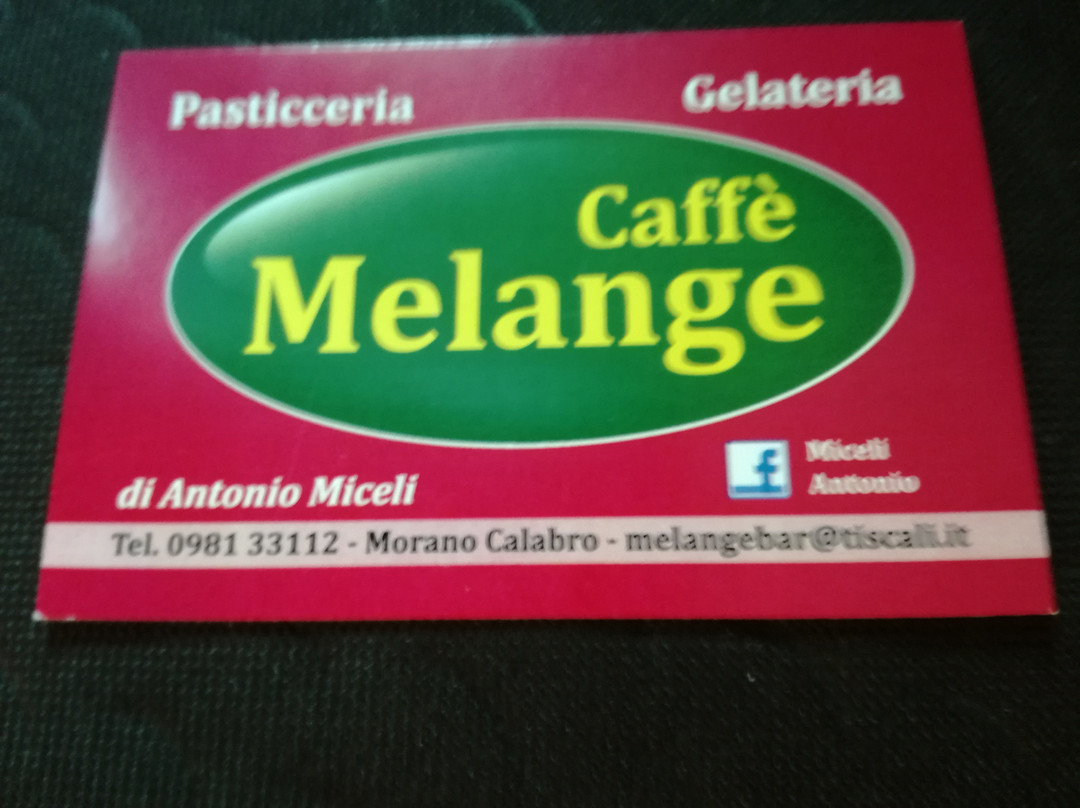 Pasticceria Gelateria
Caffè
Melange
di Antonio Miceli
Miceli
Antonio
Tel. 0981 33112 - Morano Calabro - melangebar@tiscali.it